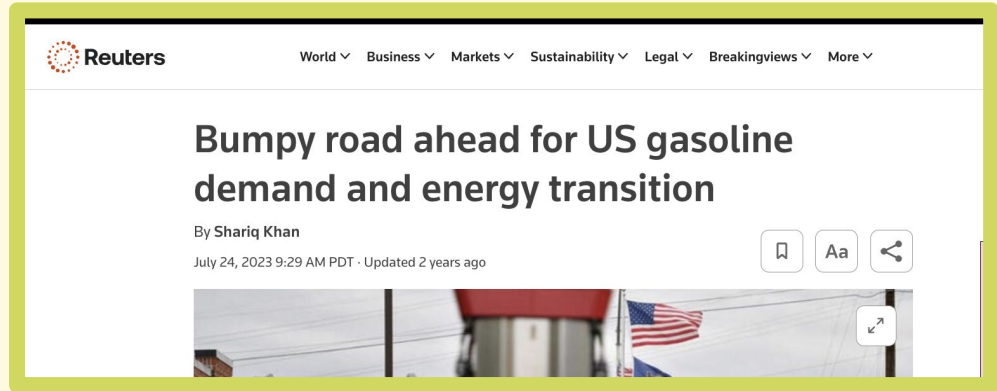 Reuters
World Business Markets Sustainability Legal Breakingviews More
Bumpy road ahead for US gasoline
demand and energy transition
By Shariq Khan
July 24, 2023 9:29 AM PDT · Updated 2 years ago
Aa